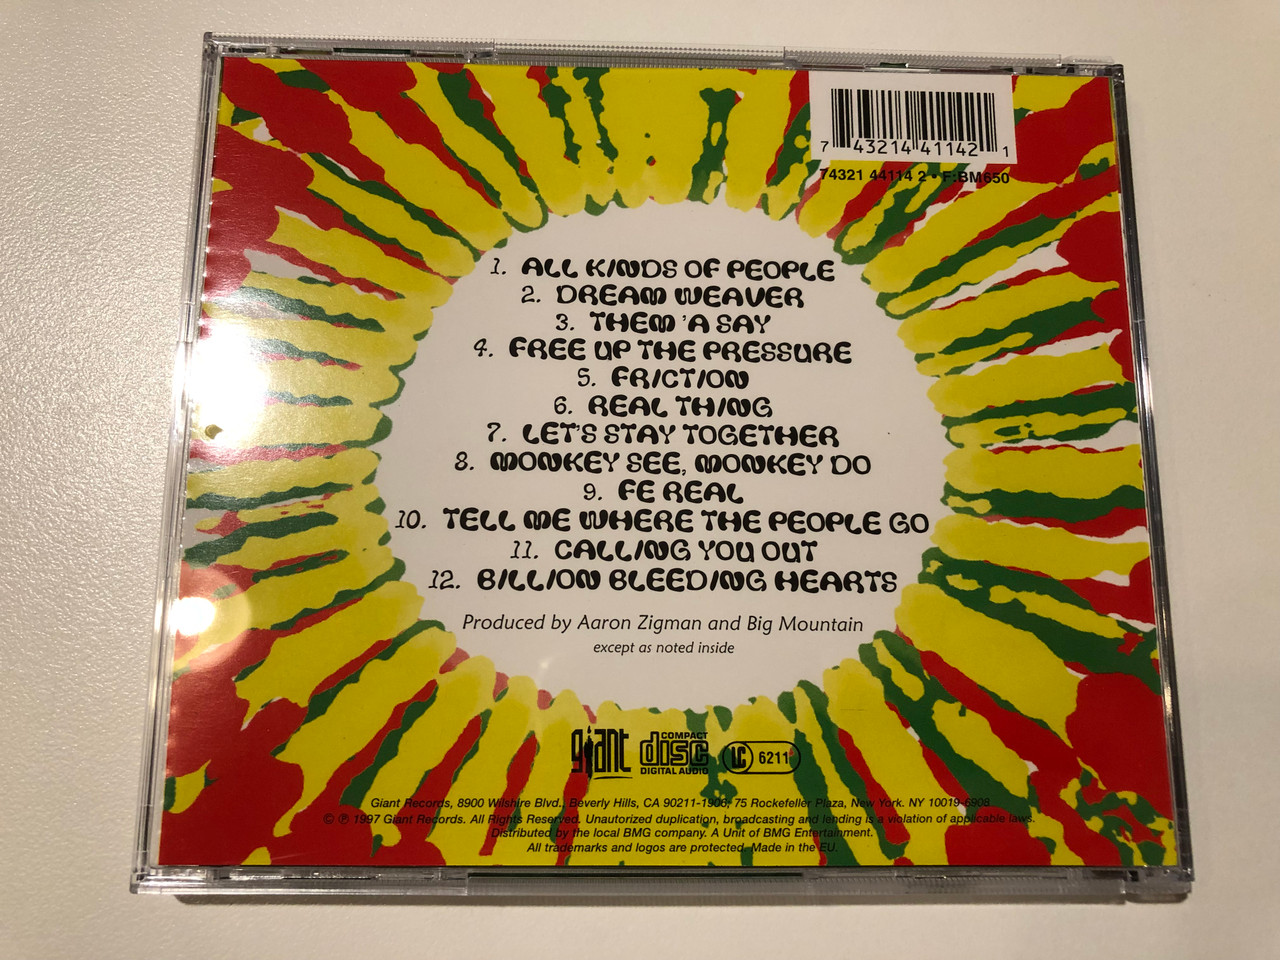 7 43214 41142 1
74321 44114 2 • F:BM650
1. ALL KINDS OF PEOPLE
2. DREAM WEAVER
3. THEM 'A SAY
4. FREE UP THE PRESSURE
5. FRICTION
6. REAL THING
7. LET'S STAY TOGETHER
8. MONKEY SEE, MONKEY DO
9. FE REAL
10. TELL ME WHERE THE PEOPLE GO
11. CALLING YOU OUT
12. BILLION BLEEDING HEARTS
Produced by Aaron Zigman and Big Mountain
except as noted inside
giant COMPACT disc DIGITAL AUDIO LC 6211
Giant Records, 8900 Wilshire Blvd., Beverly Hills, CA 90211-1906, 75 Rockefeller Plaza, New York. NY 10019-6908
© ℗ 1997 Giant Records. All Rights Reserved. Unautorized duplication, broadcasting and lending is a violation of applicable laws.
Distributed by the local BMG company. A Unit of BMG Entertainment.
All trademarks and logos are protected. Made in the EU.